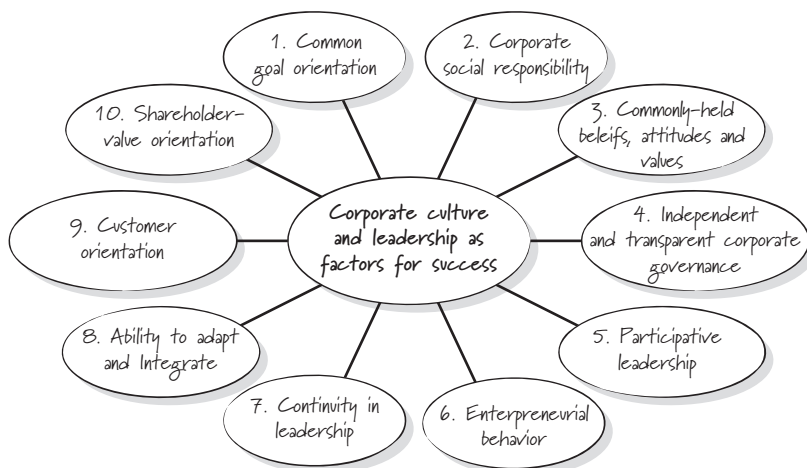 1. Common
goal orientation
2. Corporate
social responsibility
3. Commonly-held
beleifs, attitudes and
values
4. Independent
and transparent corporate
governance
5. Participative
leadership
6. Enterpreneurial
behavior
7. Continuity in
leadership
8. Ability to adapt
and Integrate
9. Customer
orientation
10. Shareholder-
value orientation
Corporate culture
and leadership as
factors for success